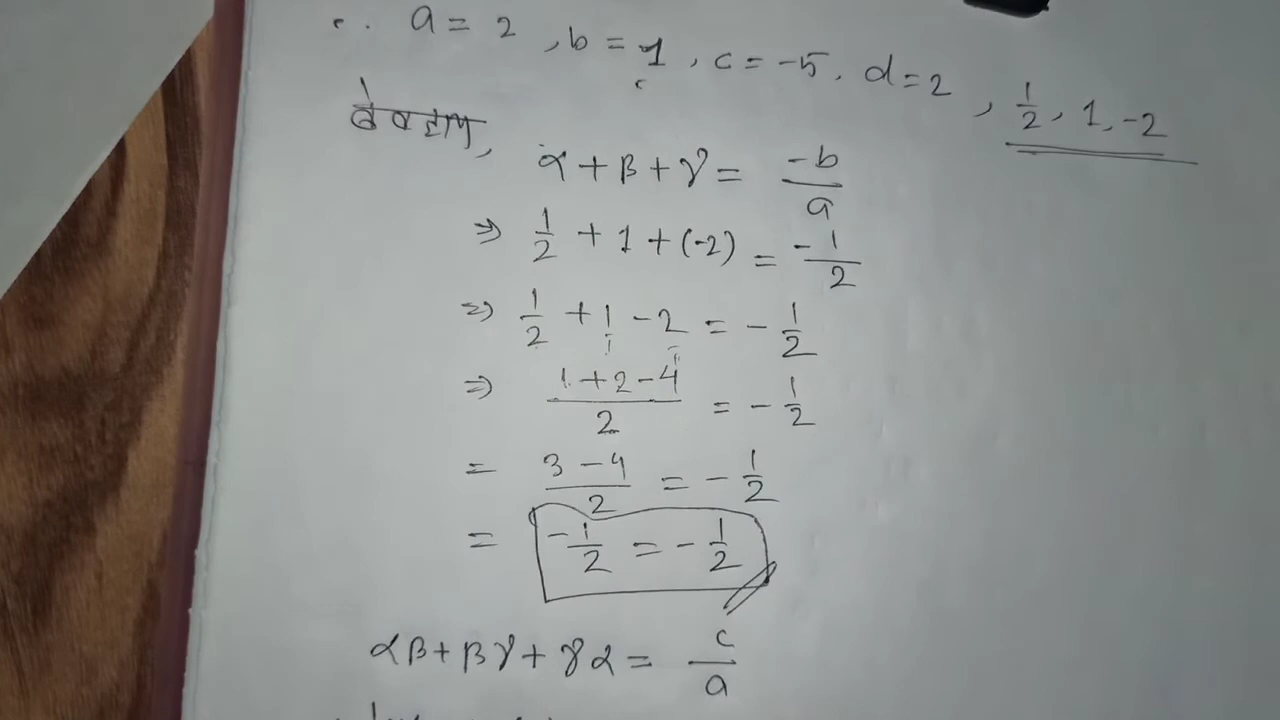 ∴ a = 2, b = 1, c = -5, d = 2, 1/2, 1, -2
α + β + γ = -b/a
⇒ 1/2 + 1 + (-2) = -1/2
⇒ 1/2 + 1 - 2 = - 1/2
⇒ (1 + 2 - 4)/2 = - 1/2
= (3 - 4)/2 = - 1/2
= -1/2 = - 1/2
αβ + βγ + γα = c/a